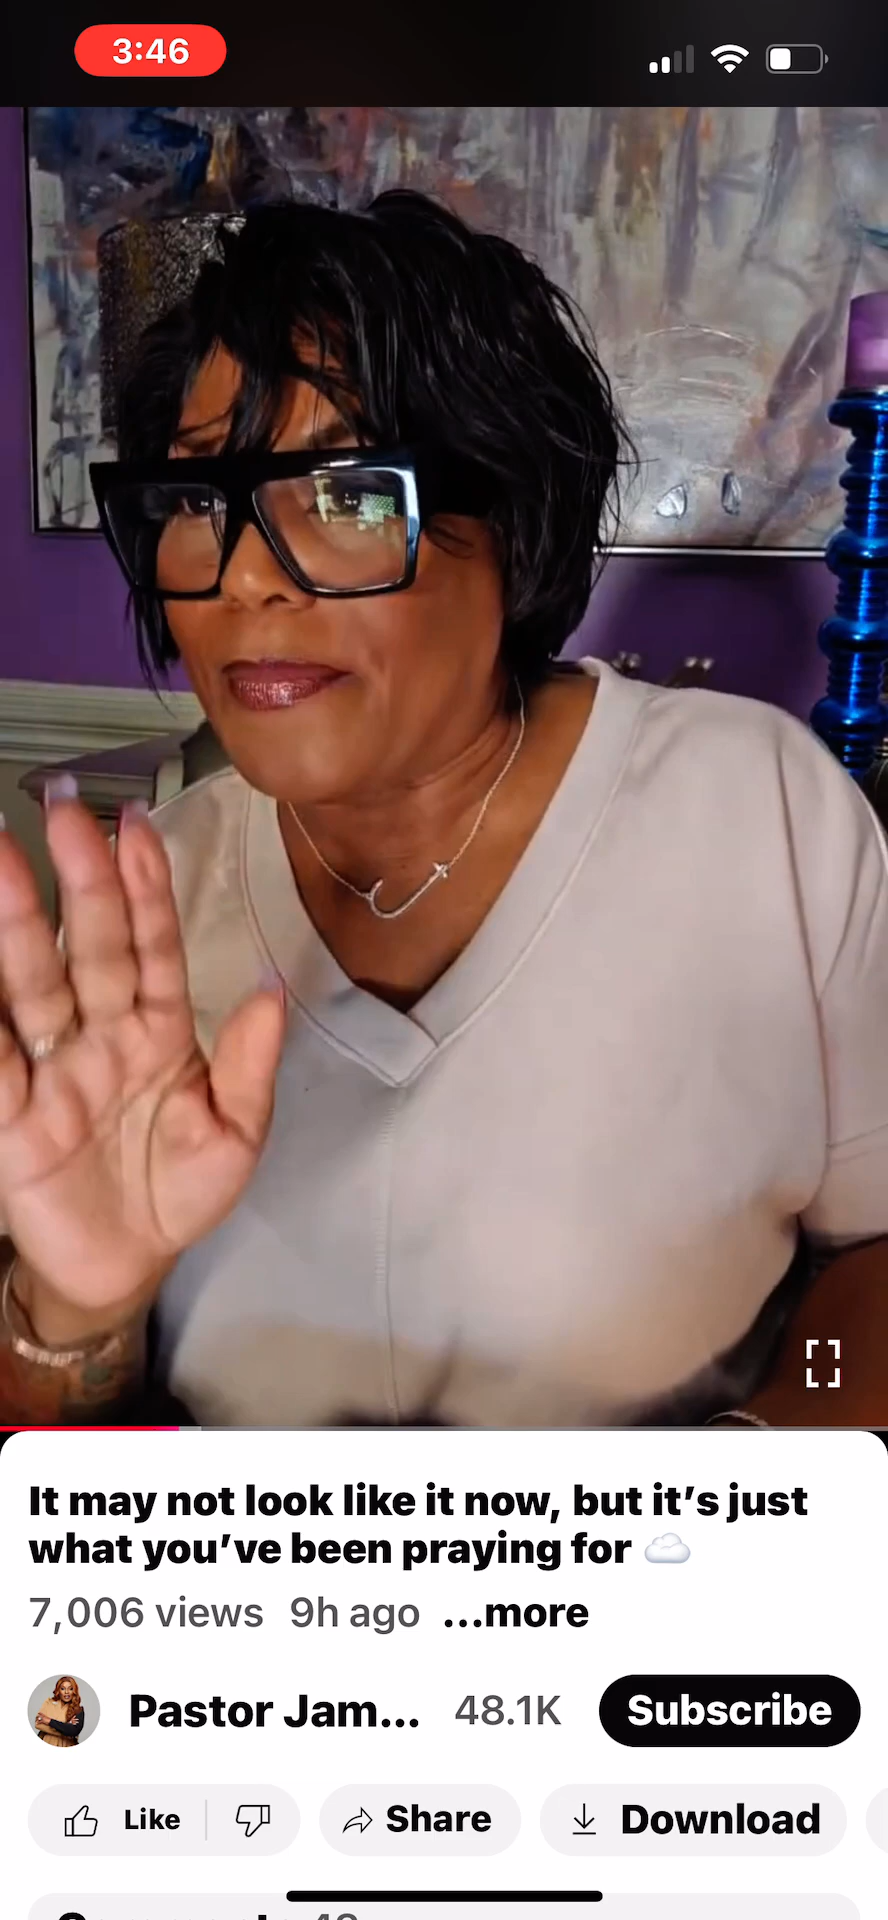 3:46
It may not look like it now, but it's just
what you've been praying for
7,006 views 9h ago ...more
Pastor Jam... 48.1K Subscribe
Like Share Download